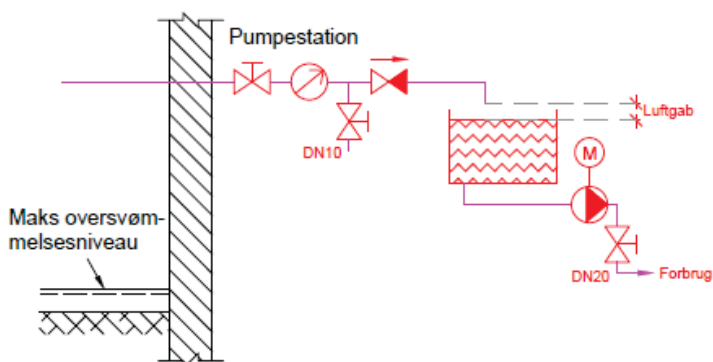 Pumpestation
Luftgab
DN10
M
Maks oversvøm-
melsesniveau
DN20
Forbrug